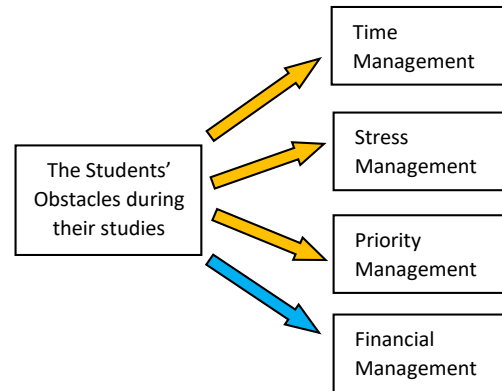 Time
Management
Stress
Management
The Students’
Obstacles during
their studies
Priority
Management
Financial
Management